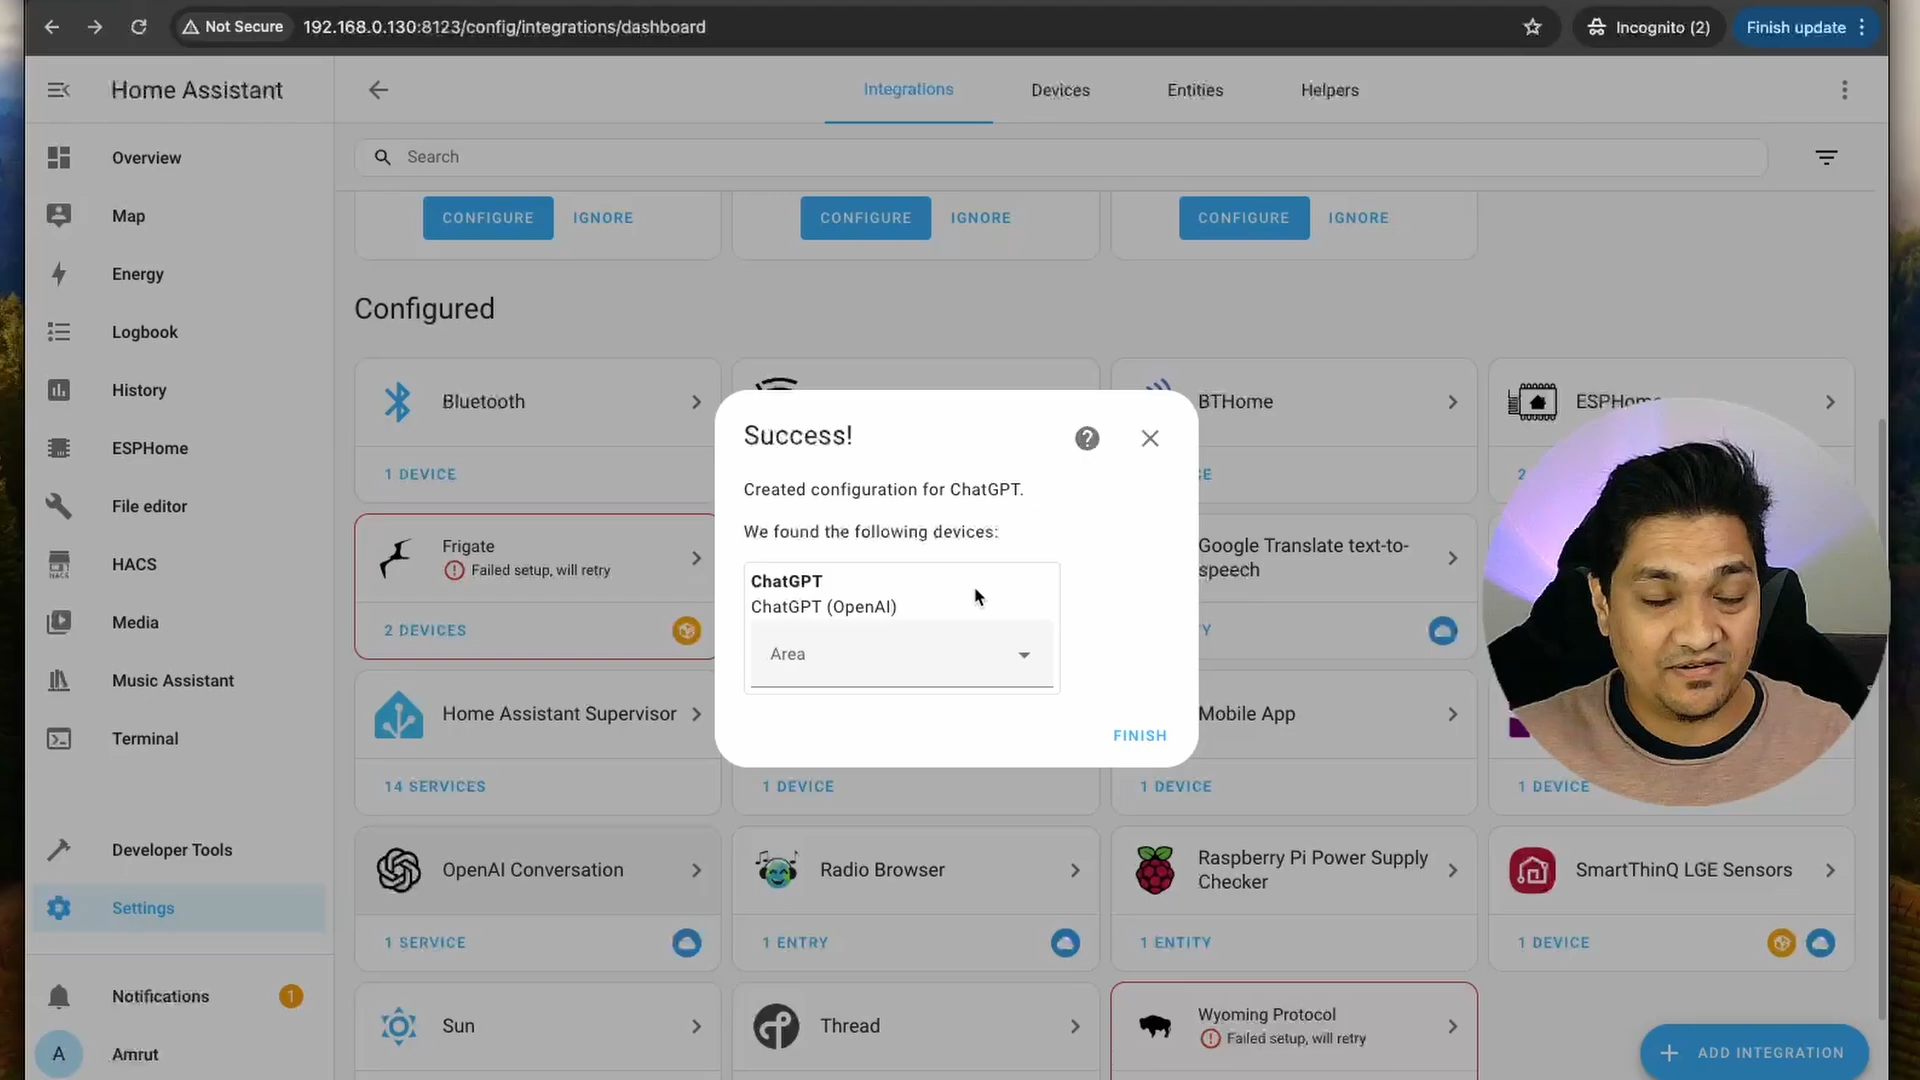 Not Secure
192.168.0.130:8123/config/integrations/dashboard
Incognito (2)
Finish update
Home Assistant
Integrations
Devices
Entities
Helpers
Search
Overview
Map
Energy
Logbook
History
ESPHome
File editor
HACS
HACS
Media
Music Assistant
Terminal
Developer Tools
Settings
Notifications
1
A
Amrut
CONFIGURE
IGNORE
CONFIGURE
IGNORE
CONFIGURE
IGNORE
Configured
Bluetooth
1 DEVICE
BTHome
ESPHome
2
Frigate
Failed setup, will retry
2 DEVICES
Google Translate text-to-
speech
Home Assistant Supervisor
14 SERVICES
1 DEVICE
Mobile App
1 DEVICE
1 DEVICE
OpenAI Conversation
1 SERVICE
Radio Browser
1 ENTRY
Raspberry Pi Power Supply
Checker
1 ENTITY
SmartThinQ LGE Sensors
1 DEVICE
Sun
Thread
Wyoming Protocol
Failed setup, will retry
ADD INTEGRATION
Success!
Created configuration for ChatGPT.
We found the following devices:
ChatGPT
ChatGPT (OpenAI)
Area
FINISH